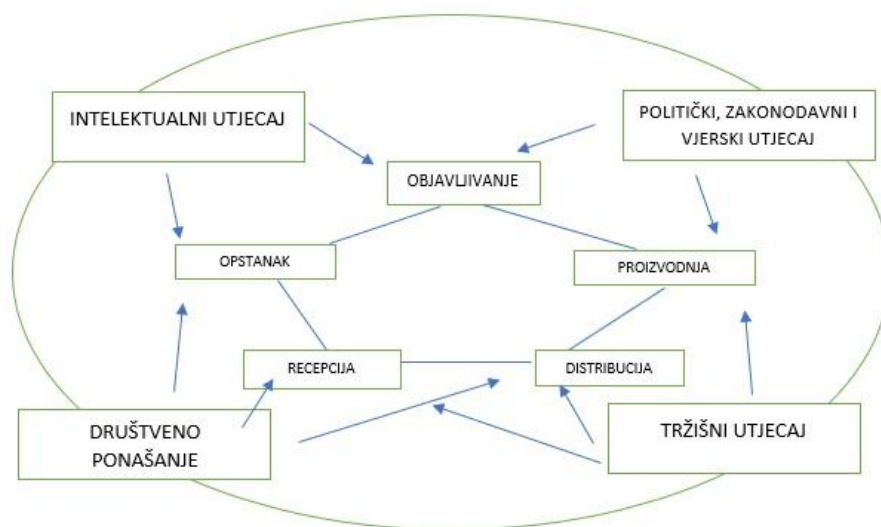 INTELEKTUALNI UTJECAJ
POLITIČKI, ZAKONODAVNI I
VJERSKI UTJECAJ
OBJAVLJIVANJE
OPSTANAK
PROIZVODNJA
RECEPCIJA
DISTRIBUCIJA
DRUŠTVENO
PONAŠANJE
TRŽIŠNI UTJECAJ